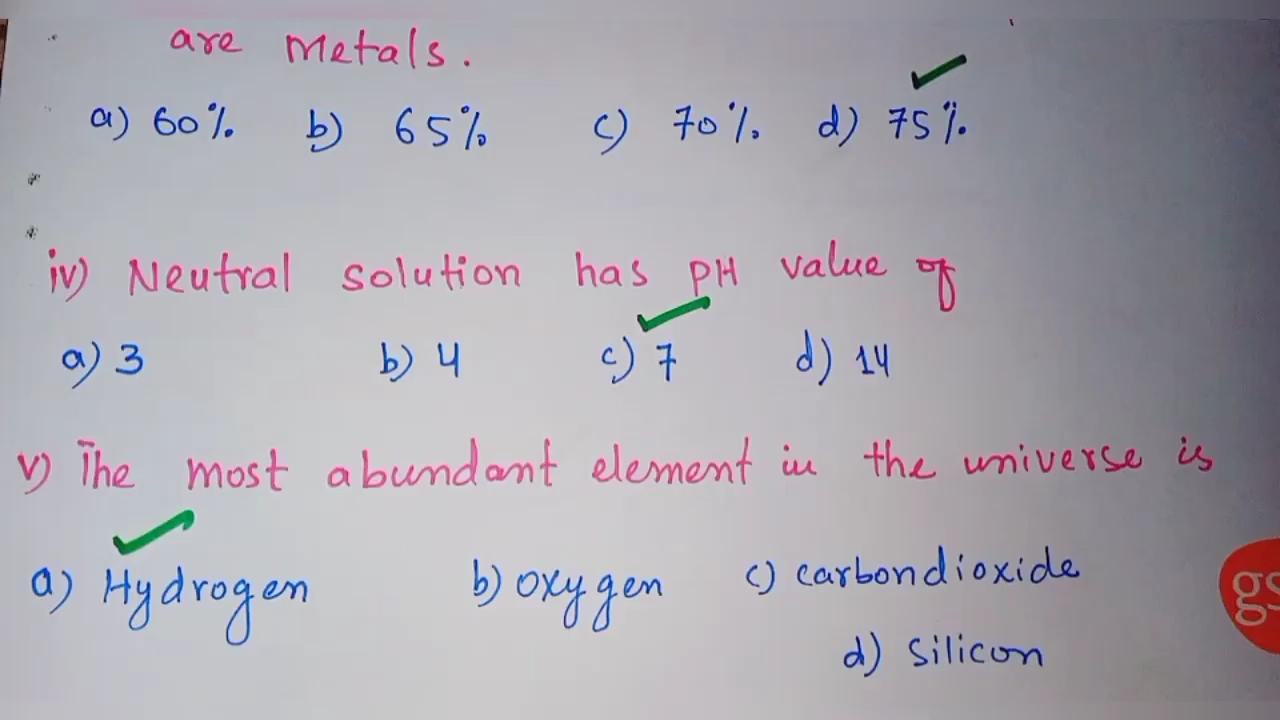 are metals.
a) 60% b) 65% c) 70% d) 75%
iv) Neutral solution has pH value of
a) 3 b) 4 c) 7 d) 14
v) The most abundant element in the universe is
a) Hydrogen b) oxygen c) carbondioxide
d) silicon
gs